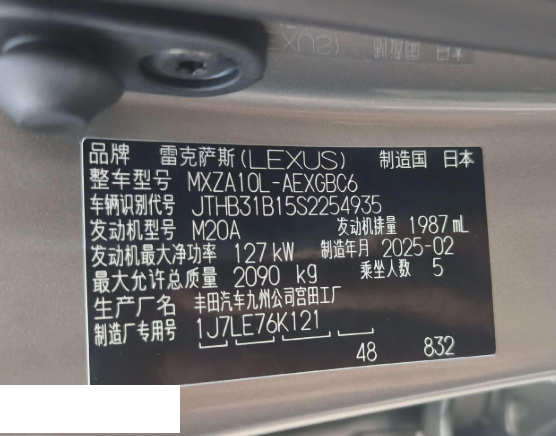 品牌 雷克萨斯(LEXUS) 制造国 日本
整车型号 MXZA10L-AEXGBC6
车辆识别代号 JTHB31B15S2254935
发动机型号 M20A 发动机排量 1987 mL
发动机最大净功率 127 kW 制造年月 2025-02
最大允许总质量 2090 kg 乘坐人数 5
生产厂名 丰田汽车九州公司宫田工厂
制造厂专用号 1J7LE76K121
48 832